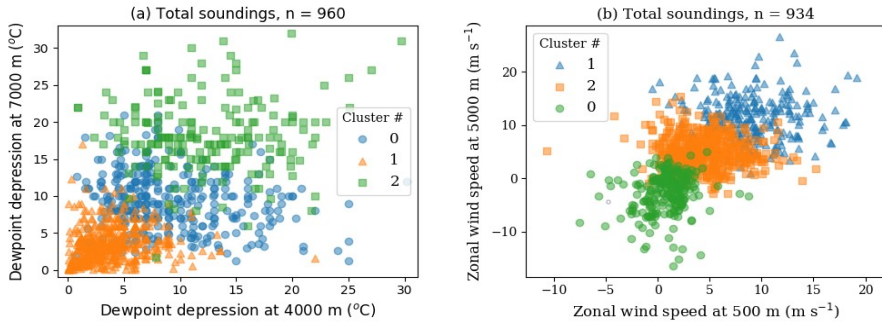 (a) Total soundings, n = 960
Dewpoint depression at 7000 m (°C)
30
25
20
15
10
5
0
Cluster #
0
1
2
0 5 10 15 20 25 30
Dewpoint depression at 4000 m (°C)
(b) Total soundings, n = 934
Zonal wind speed at 5000 m (m s⁻¹)
20
10
0
−10
Cluster #
1
2
0
−10 −5 0 5 10 15 20
Zonal wind speed at 500 m (m s⁻¹)